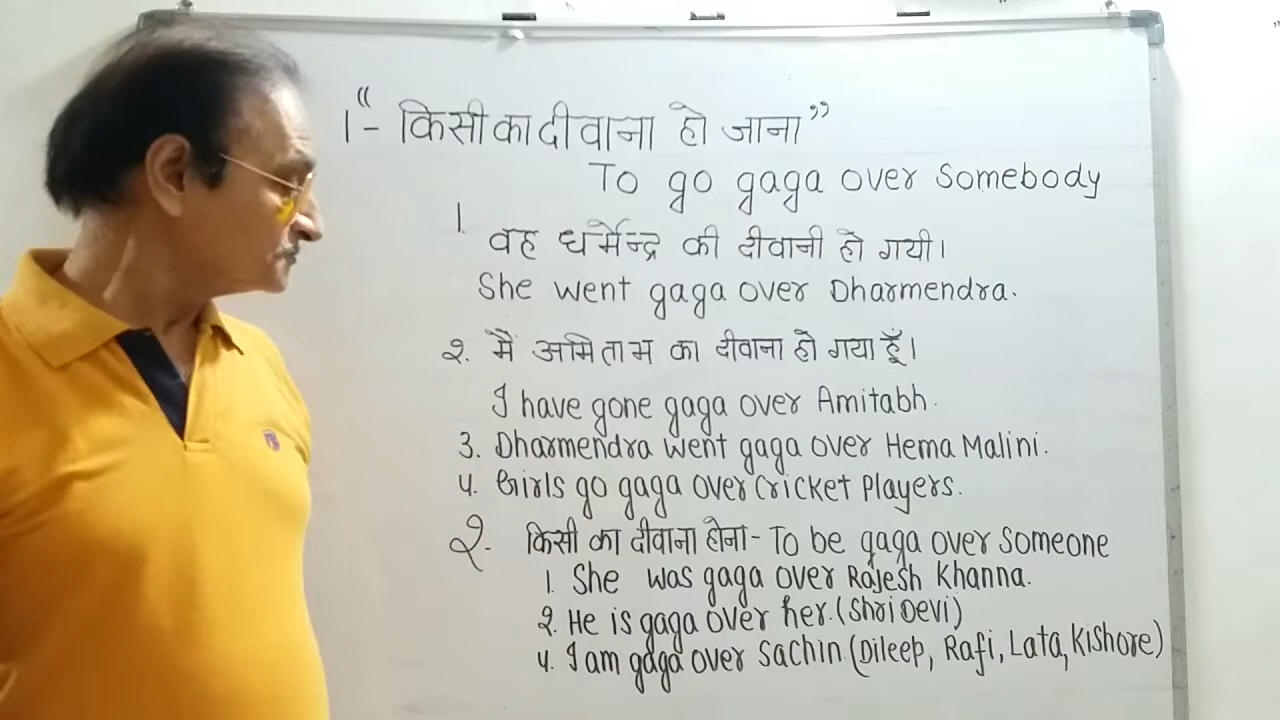 1- “किसी का दीवाना हो जाना”
To go gaga over Somebody
1. वह धर्मेन्द्र की दीवानी हो गयी।
She went gaga over Dharmendra.
२. मैं अमिताभ का दीवाना हो गया हूँ।
I have gone gaga over Amitabh.
3. Dharmendra went gaga over Hema Malini.
4. Girls go gaga over cricket Players.
२. किसी का दीवाना होना- To be gaga over Someone
1. She was gaga over Rajesh Khanna.
२. He is gaga over her. (Shri Devi)
4. I am gaga over Sachin. (Dileep, Rafi, Lata, Kishore)